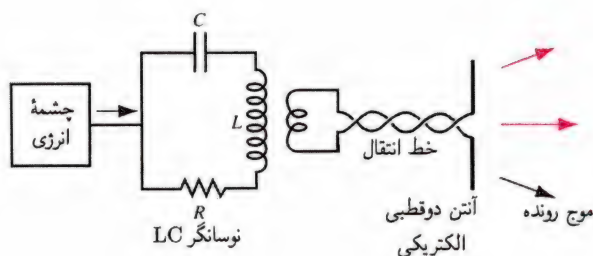 C
چشمهٔ
انرژی
L
R
نوسانگر LC
خط انتقال
آنتن دوقطبی
الکتریکی
موج رونده